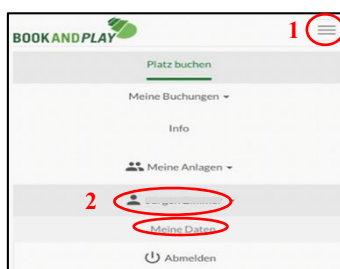 BOOKANDPLAY
1
Platz buchen
Meine Buchungen
Info
Meine Anlagen
2
Meine Daten
Abmelden